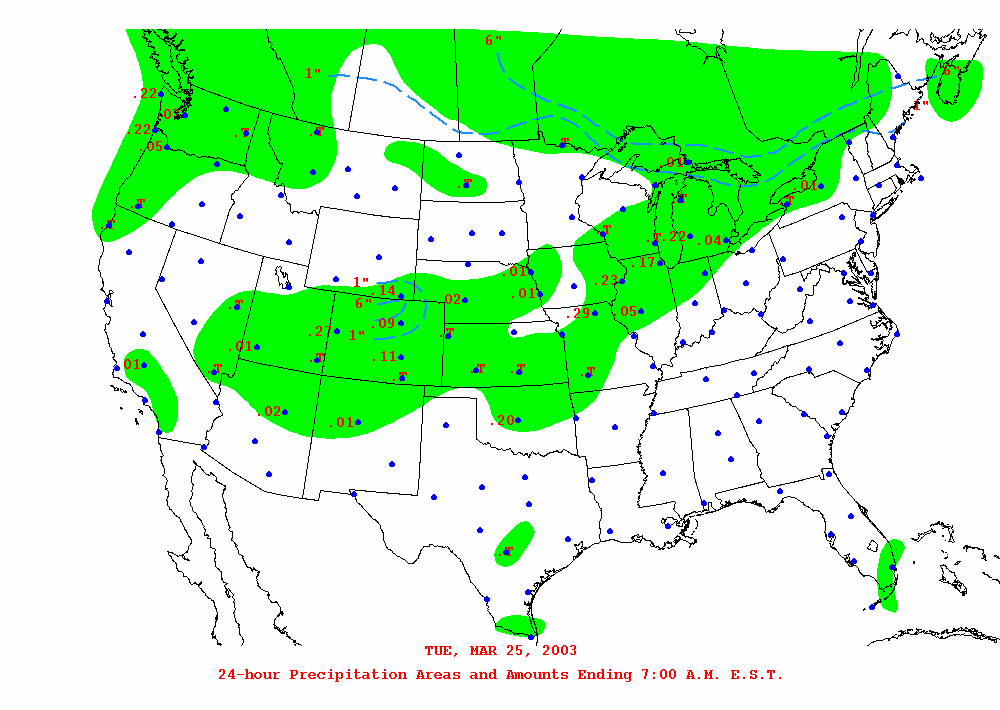 6"
1"
6"
.22
.0
1"
.22
.T
.T
.05
.T
.01
.T
.01
.T
.T
.T
.T
.T
.22
.04
.17
.01
1"
.14
.23
.01
6"
.02
.T
.29
.05
.09
.27
1"
.T
.01
.11
.T
.01
.T
.T
.T
.T
.T
.02
.01
.20
.T
TUE, MAR 25, 2003
24-hour Precipitation Areas and Amounts Ending 7:00 A.M. E.S.T.